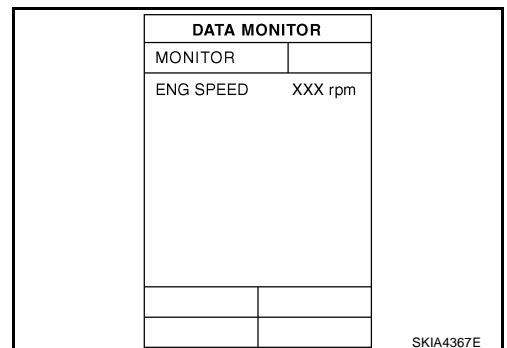 DATA MONITOR
MONITOR
ENG SPEED XXX rpm
SKIA4367E